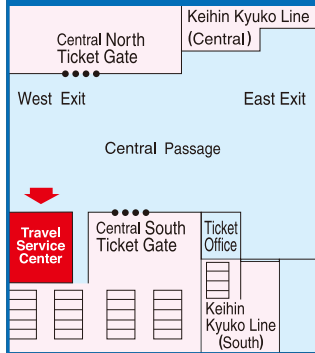 Keihin Kyuko Line
(Central)
Central North
Ticket Gate
West Exit
East Exit
Central Passage
Travel
Service
Center
Central South
Ticket Gate
Ticket
Office
Keihin
Kyuko Line
(South)